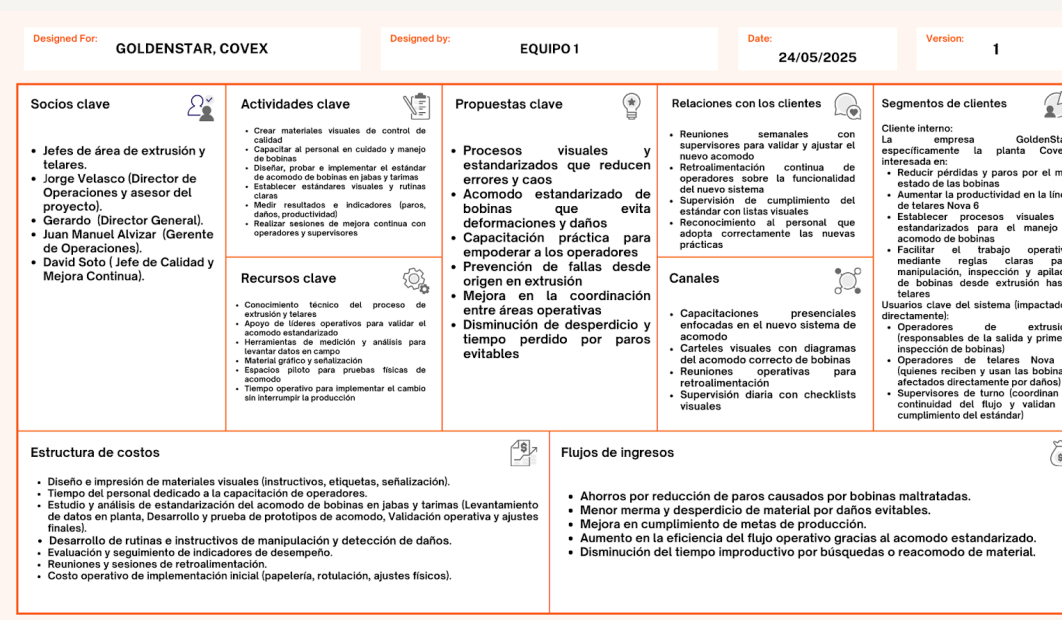 Designed For:
GOLDENSTAR, COVEX
Designed by:
EQUIPO 1
Date:
24/05/2025
Version:
1
Socios clave
• Jefes de área de extrusión y
telares.
• Jorge Velasco (Director de
Operaciones y asesor del
proyecto).
• Gerardo (Director General).
• Juan Manuel Alvizar (Gerente
de Operaciones).
• David Soto ( Jefe de Calidad y
Mejora Continua).
Actividades clave
• Crear materiales visuales de control de
calidad
• Capacitar al personal en cuidado y manejo
de bobinas
• Diseñar, probar e implementar el estándar
de acomodo de bobinas en jabas y tarimas
• Establecer estándares visuales y rutinas
claras
• Medir resultados e indicadores (paros,
daños, productividad)
• Realizar sesiones de mejora continua con
operadores y supervisores
Recursos clave
• Conocimiento técnico del proceso de
extrusión y telares
• Apoyo de líderes operativos para validar el
acomodo estandarizado
• Herramientas de medición y análisis para
levantar datos en campo
• Material gráfico y señalización
• Espacios piloto para pruebas físicas de
acomodo
• Tiempo operativo para implementar el cambio
sin interrumpir la producción
Propuestas clave
• Procesos visuales y
estandarizados que reducen
errores y caos
• Acomodo estandarizado de
bobinas que evita
deformaciones y daños
• Capacitación práctica para
empoderar a los operadores
• Prevención de fallas desde
origen en extrusión
• Mejora en la coordinación
entre áreas operativas
• Disminución de desperdicio y
tiempo perdido por paros
evitables
Relaciones con los clientes
• Reuniones semanales con
supervisores para validar y ajustar el
nuevo acomodo
• Retroalimentación continua de
operadores sobre la funcionalidad
del nuevo sistema
• Supervisión de cumplimiento del
estándar con listas visuales
• Reconocimiento al personal que
adopta correctamente las nuevas
prácticas
Canales
• Capacitaciones presenciales
enfocadas en el nuevo sistema de
acomodo
• Carteles visuales con diagramas
del acomodo correcto de bobinas
• Reuniones operativas para
retroalimentación
• Supervisión diaria con checklists
visuales
Segmentos de clientes
Cliente interno:
La empresa GoldenSta
específicamente la planta Cove
interesada en:
• Reducir pérdidas y paros por el m
estado de las bobinas
• Aumentar la productividad en la líne
de telares Nova 6
• Establecer procesos visuales
estandarizados para el manejo
acomodo de bobinas
• Facilitar el trabajo operativ
mediante reglas claras pa
manipulación, inspección y apilad
de bobinas desde extrusión has
telares
Usuarios clave del sistema (impactado
directamente):
• Operadores de extrusió
(responsables de la salida y prime
inspección de bobinas)
• Operadores de telares Nova
(quienes reciben y usan las bobina
afectados directamente por daños)
• Supervisores de turno (coordinan
continuidad del flujo y validan
cumplimiento del estándar)
Estructura de costos
• Diseño e impresión de materiales visuales (instructivos, etiquetas, señalización).
• Tiempo del personal dedicado a la capacitación de operadores.
• Estudio y análisis de estandarización del acomodo de bobinas en jabas y tarimas (Levantamiento
de datos en planta, Desarrollo y prueba de prototipos de acomodo, Validación operativa y ajustes
finales).
• Desarrollo de rutinas e instructivos de manipulación y detección de daños.
• Evaluación y seguimiento de indicadores de desempeño.
• Reuniones y sesiones de retroalimentación.
• Costo operativo de implementación inicial (papelería, rotulación, ajustes físicos).
Flujos de ingresos
• Ahorros por reducción de paros causados por bobinas maltratadas.
• Menor merma y desperdicio de material por daños evitables.
• Mejora en cumplimiento de metas de producción.
• Aumento en la eficiencia del flujo operativo gracias al acomodo estandarizado.
• Disminución del tiempo improductivo por búsquedas o reacomodo de material.